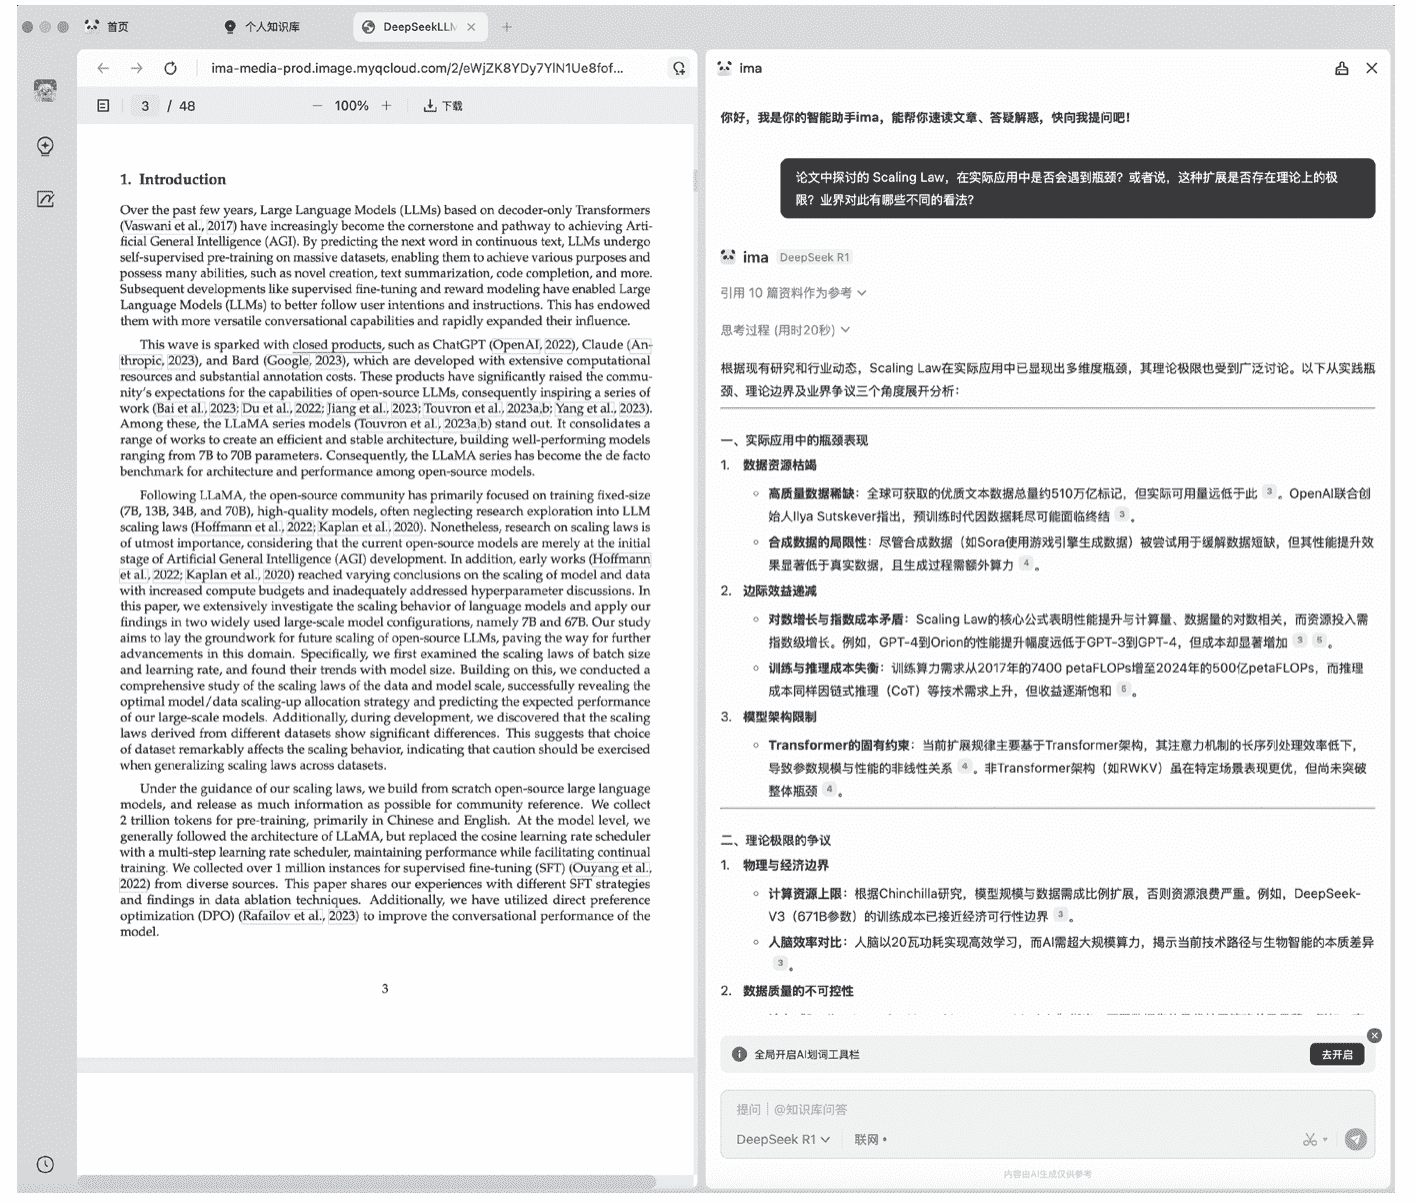 首页
个人知识库
DeepSeekLL
ima-media-prod.image.myqcloud.com/2/eWjZK8YDy7YlN1Ue8fof...
3 / 48
100%
下载
1. Introduction
Over the past few years, Large Language Models (LLMs) based on decoder-only Transformers
(Vaswani et al., 2017) have increasingly become the cornerstone and pathway to achieving Arti-
ficial General Intelligence (AGI). By predicting the next word in continuous text, LLMs undergo
self-supervised pre-training on massive datasets, enabling them to achieve various purposes and
possess many abilities, such as novel creation, text summarization, code completion, and more.
Subsequent developments like supervised fine-tuning and reward modeling have enabled Large
Language Models (LLMs) to better follow user intentions and instructions. This has endowed
them with more versatile conversational capabilities and rapidly expanded their influence.
This wave is sparked with closed products, such as ChatGPT (OpenAI, 2022), Claude (An-
thropic, 2023), and Bard (Google, 2023), which are developed with extensive computational
resources and substantial annotation costs. These products have significantly raised the commu-
nity's expectations for the capabilities of open-source LLMs, consequently inspiring a series of
work (Bai et al., 2023; Du et al., 2022; Jiang et al., 2023; Touvron et al., 2023a,b; Yang et al., 2023).
Among these, the LLaMA series models (Touvron et al., 2023a,b) stand out. It consolidates a
range of works to create an efficient and stable architecture, building well-performing models
ranging from 7B to 70B parameters. Consequently, the LLaMA series has become the de facto
benchmark for architecture and performance among open-source models.
Following LLaMA, the open-source community has primarily focused on training fixed-size
(7B, 13B, 34B, and 70B), high-quality models, often neglecting research exploration into LLM
scaling laws (Hoffmann et al., 2022; Kaplan et al., 2020). Nonetheless, research on scaling laws is
of utmost importance, considering that the current open-source models are merely at the initial
stage of Artificial General Intelligence (AGI) development. In addition, early works (Hoffmann
et al., 2022; Kaplan et al., 2020) reached varying conclusions on the scaling of model and data
with increased compute budgets and inadequately addressed hyperparameter discussions. In
this paper, we extensively investigate the scaling behavior of language models and apply our
findings in two widely used large-scale model configurations, namely 7B and 67B. Our study
aims to lay the groundwork for future scaling of open-source LLMs, paving the way for further
advancements in this domain. Specifically, we first examined the scaling laws of batch size
and learning rate, and found their trends with model size. Building on this, we conducted a
comprehensive study of the scaling laws of the data and model scale, successfully revealing the
optimal model/data scaling-up allocation strategy and predicting the expected performance
of our large-scale models. Additionally, during development, we discovered that the scaling
laws derived from different datasets show significant differences. This suggests that choice
of dataset remarkably affects the scaling behavior, indicating that caution should be exercised
when generalizing scaling laws across datasets.
Under the guidance of our scaling laws, we build from scratch open-source large language
models, and release as much information as possible for community reference. We collect
2 trillion tokens for pre-training, primarily in Chinese and English. At the model level, we
generally followed the architecture of LLaMA, but replaced the cosine learning rate scheduler
with a multi-step learning rate scheduler, maintaining performance while facilitating continual
training. We collected over 1 million instances for supervised fine-tuning (SFT) (Ouyang et al.,
2022) from diverse sources. This paper shares our experiences with different SFT strategies
and findings in data ablation techniques. Additionally, we have utilized direct preference
optimization (DPO) (Rafailov et al., 2023) to improve the conversational performance of the
model.
3
ima
你好，我是你的智能助手ima，能帮你速读文章、答疑解惑，快向我提问吧！
论文中探讨的 Scaling Law，在实际应用中是否会遇到瓶颈？或者说，这种扩展是否存在理论上的极
限？业界对此有哪些不同的看法？
ima DeepSeek R1
引用 10 篇资料作为参考
思考过程 (用时20秒)
根据现有研究和行业动态，Scaling Law在实际应用中已显现出多维度瓶颈，其理论极限也受到广泛讨论。以下从实践瓶
颈、理论边界及业界争议三个角度展开分析：
一、实际应用中的瓶颈表现
1. 数据资源枯竭
高质量数据稀缺：全球可获取的优质文本数据总量约510万亿标记，但实际可用量远低于此 3 。OpenAI联合创
始人Ilya Sutskever指出，预训练时代因数据耗尽可能面临终结 3 。
合成数据的局限性：尽管合成数据（如Sora使用游戏引擎生成数据）被尝试用于缓解数据短缺，但其性能提升效
果显著低于真实数据，且生成过程需额外算力 4 。
2. 边际效益递减
对数增长与指数成本矛盾：Scaling Law的核心公式表明性能提升与计算量、数据量的对数相关，而资源投入需
指数级增长。例如，GPT-4到Orion的性能提升幅度远低于GPT-3到GPT-4，但成本却显著增加 3 5 。
训练与推理成本失衡：训练算力需求从2017年的7400 petaFLOPs增至2024年的500亿petaFLOPs，而推理
成本同样因链式推理（CoT）等技术需求上升，但收益逐渐饱和 5 。
3. 模型架构限制
Transformer的固有约束：当前扩展规律主要基于Transformer架构，其注意力机制的长序列处理效率低下，
导致参数规模与性能的非线性关系 4 。非Transformer架构（如RWKV）虽在特定场景表现更优，但尚未突破
整体瓶颈 4 。
二、理论极限的争议
1. 物理与经济边界
计算资源上限：根据Chinchilla研究，模型规模与数据需成比例扩展，否则资源浪费严重。例如，DeepSeek-
V3（671B参数）的训练成本已接近经济可行性边界 3 。
人脑效率对比：人脑以20瓦功耗实现高效学习，而AI需超大规模算力，揭示当前技术路径与生物智能的本质差异
3 。
2. 数据质量的不可控性
全局开启AI划词工具栏
去开启
提问 @知识库问答
DeepSeek R1
联网
内容由AI生成仅供参考